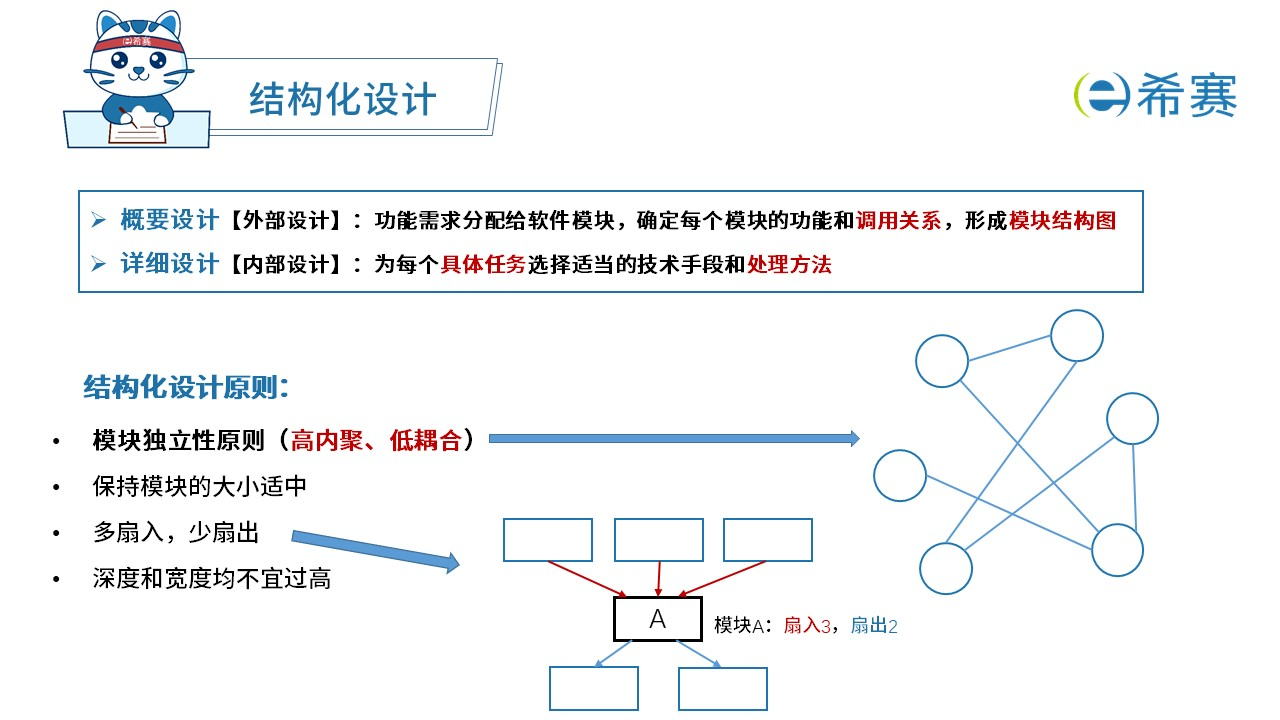 希赛
结构化设计
希赛
概要设计【外部设计】：功能需求分配给软件模块，确定每个模块的功能和调用关系，形成模块结构图
详细设计【内部设计】：为每个具体任务选择适当的技术手段和处理方法
结构化设计原则：
• 模块独立性原则（高内聚、低耦合）
• 保持模块的大小适中
• 多扇入，少扇出
• 深度和宽度均不宜过高
A
模块A：扇入3，扇出2